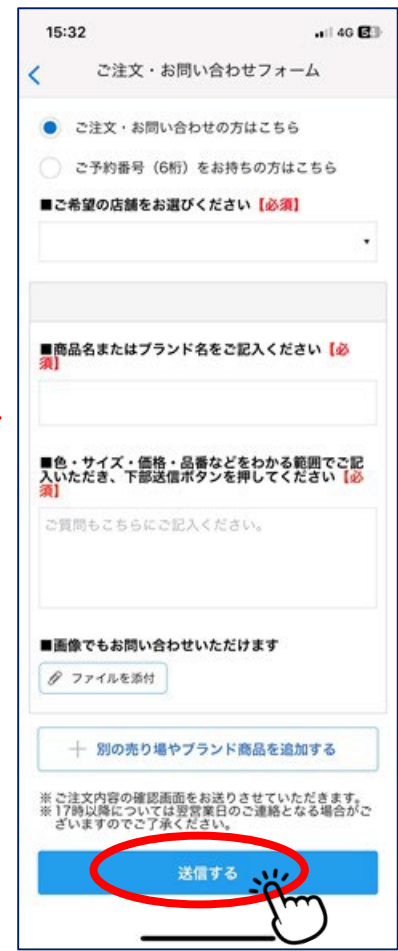 15:32
4G 5
ご注文・お問い合わせフォーム
ご注文・お問い合わせの方はこちら
ご予約番号（6桁）をお持ちの方はこちら
■ご希望の店舗をお選びください【必須】
■商品名またはブランド名をご記入ください【必
須】
■色・サイズ・価格・品番などをわかる範囲でご記
入いただき、下部送信ボタンを押してください【必
須】
ご質問もこちらにご記入ください。
■画像でもお問い合わせいただけます
ファイルを添付
＋ 別の売り場やブランド商品を追加する
※ご注文内容の確認画面をお送りさせていただきます。
※17時以降については翌営業日のご連絡となる場合がご
ざいますのでご了承ください。
送信する